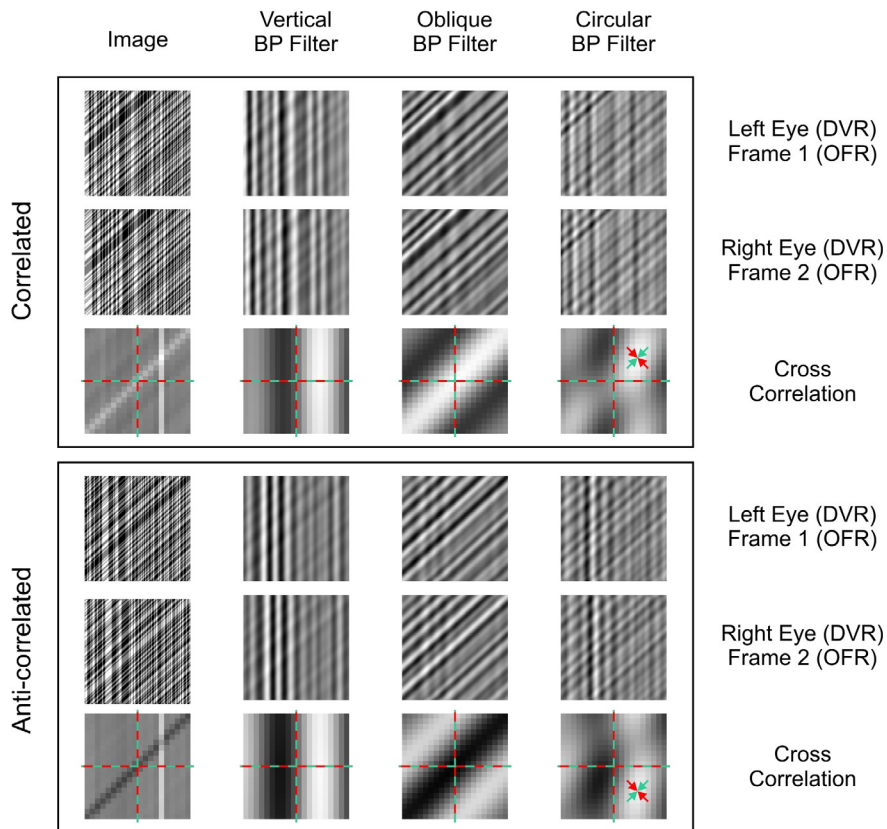 Image
Vertical
BP Filter
Oblique
BP Filter
Circular
BP Filter
Correlated
Left Eye (DVR)
Frame 1 (OFR)
Right Eye (DVR)
Frame 2 (OFR)
Cross
Correlation
Anti-correlated
Left Eye (DVR)
Frame 1 (OFR)
Right Eye (DVR)
Frame 2 (OFR)
Cross
Correlation